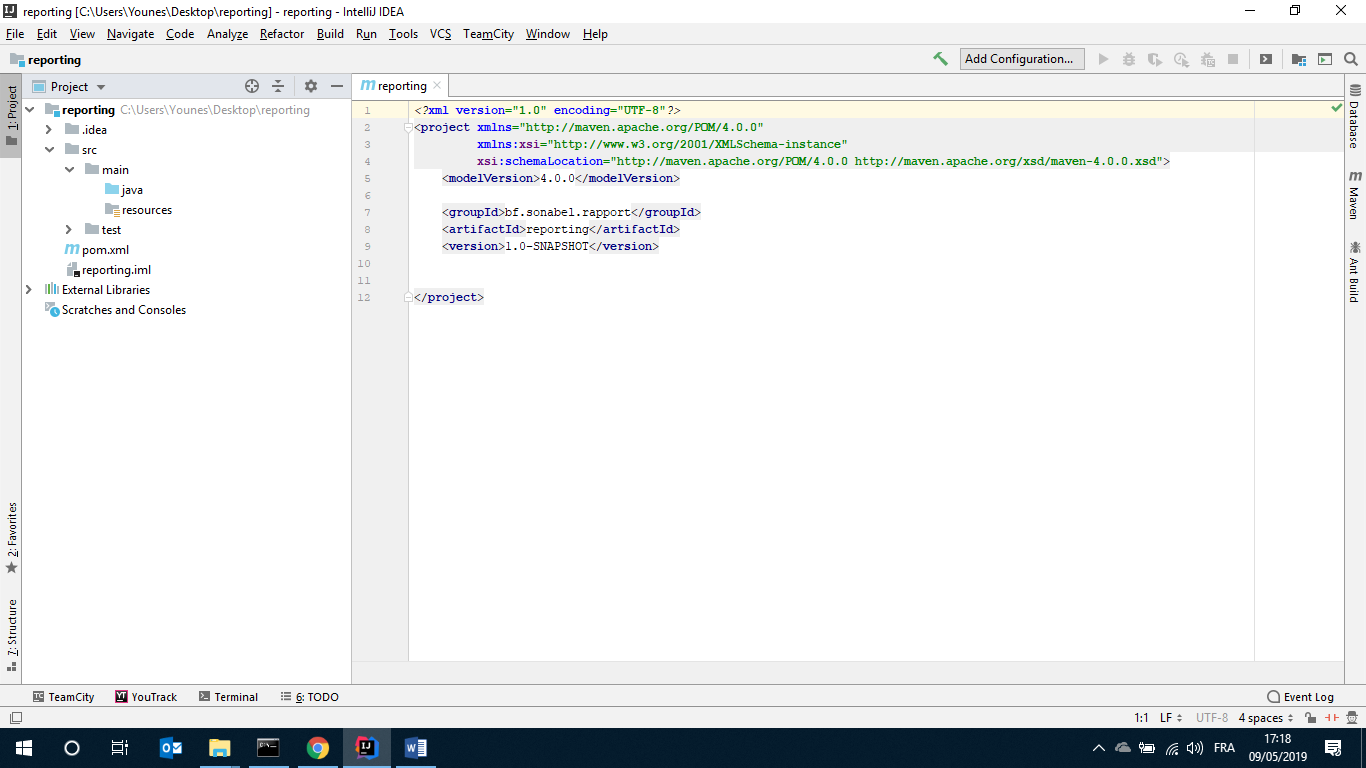 reporting [C:\Users\Younes\Desktop\reporting] - reporting - IntelliJ IDEA
File Edit View Navigate Code Analyze Refactor Build Run Tools VCS TeamCity Window Help
reporting
Add Configuration...
1: Project
Project
reporting C:\Users\Younes\Desktop\reporting
.idea
src
main
java
resources
test
pom.xml
reporting.iml
External Libraries
Scratches and Consoles
2: Favorites
7: Structure
reporting
1 <?xml version="1.0" encoding="UTF-8"?>
2 <project xmlns="http://maven.apache.org/POM/4.0.0"
3 xmlns:xsi="http://www.w3.org/2001/XMLSchema-instance"
4 xsi:schemaLocation="http://maven.apache.org/POM/4.0.0 http://maven.apache.org/xsd/maven-4.0.0.xsd">
5 <modelVersion>4.0.0</modelVersion>
6
7 <groupId>bf.sonabel.rapport</groupId>
8 <artifactId>reporting</artifactId>
9 <version>1.0-SNAPSHOT</version>
10
11
12 </project>
Database
Maven
Ant Build
TeamCity YouTrack Terminal 6: TODO Event Log
1:1 LF UTF-8 4 spaces
FRA
17:18
09/05/2019